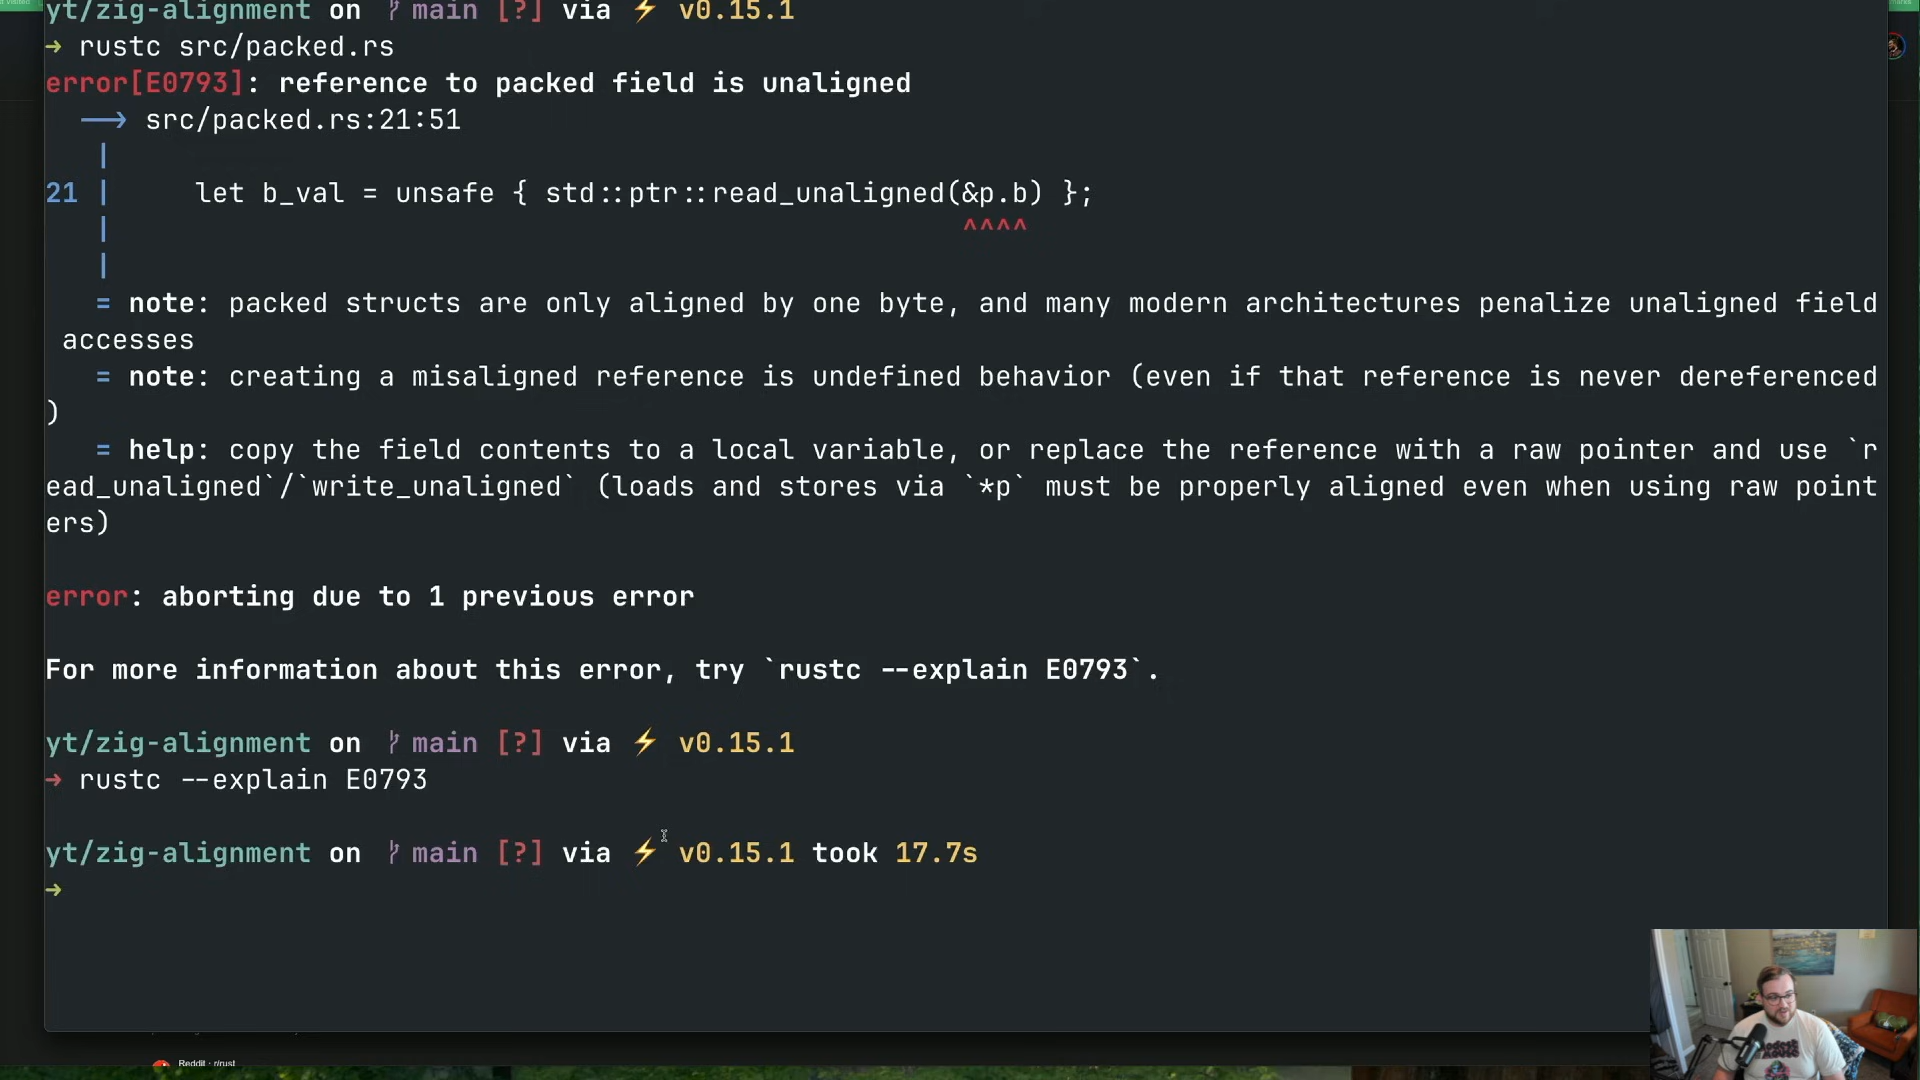 yt/zig-alignment on main [?] via ⚡ v0.15.1
➜ rustc src/packed.rs
error[E0793]: reference to packed field is unaligned
--> src/packed.rs:21:51
|
21 |     let b_val = unsafe { std::ptr::read_unaligned(&p.b) };
|                                                   ^^^^
|
= note: packed structs are only aligned by one byte, and many modern architectures penalize unaligned field
accesses
= note: creating a misaligned reference is undefined behavior (even if that reference is never dereferenced
)
= help: copy the field contents to a local variable, or replace the reference with a raw pointer and use `r
ead_unaligned`/`write_unaligned` (loads and stores via `*p` must be properly aligned even when using raw point
ers)
error: aborting due to 1 previous error
For more information about this error, try `rustc --explain E0793`.
yt/zig-alignment on main [?] via ⚡ v0.15.1
➜ rustc --explain E0793
yt/zig-alignment on main [?] via ⚡ v0.15.1 took 17.7s
➜
Reddit · r/rust